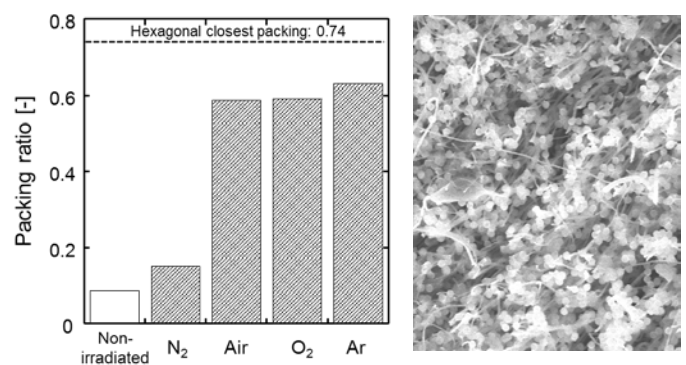 0.8
Hexagonal closest packing: 0.74
0.6
0.4
0.2
0
Packing ratio [-]
Non-
irradiated
N₂
Air
O₂
Ar